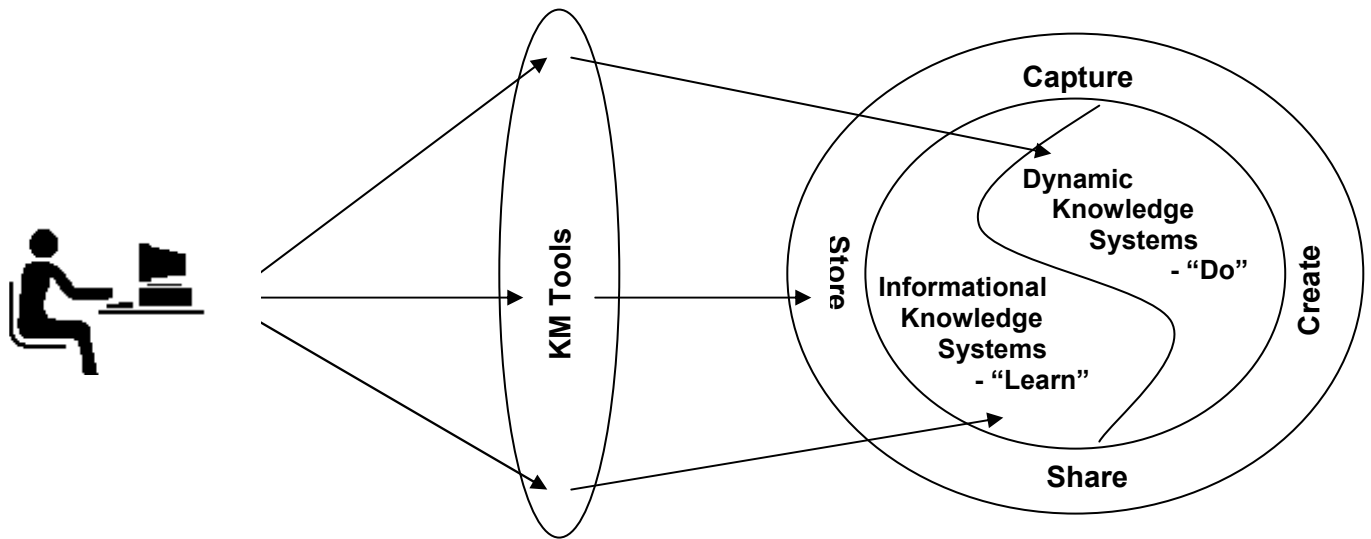 Capture
Dynamic
Knowledge
Systems
- “Do”
KM Tools
Store
Informational
Knowledge
Systems
- “Learn”
Create
Share